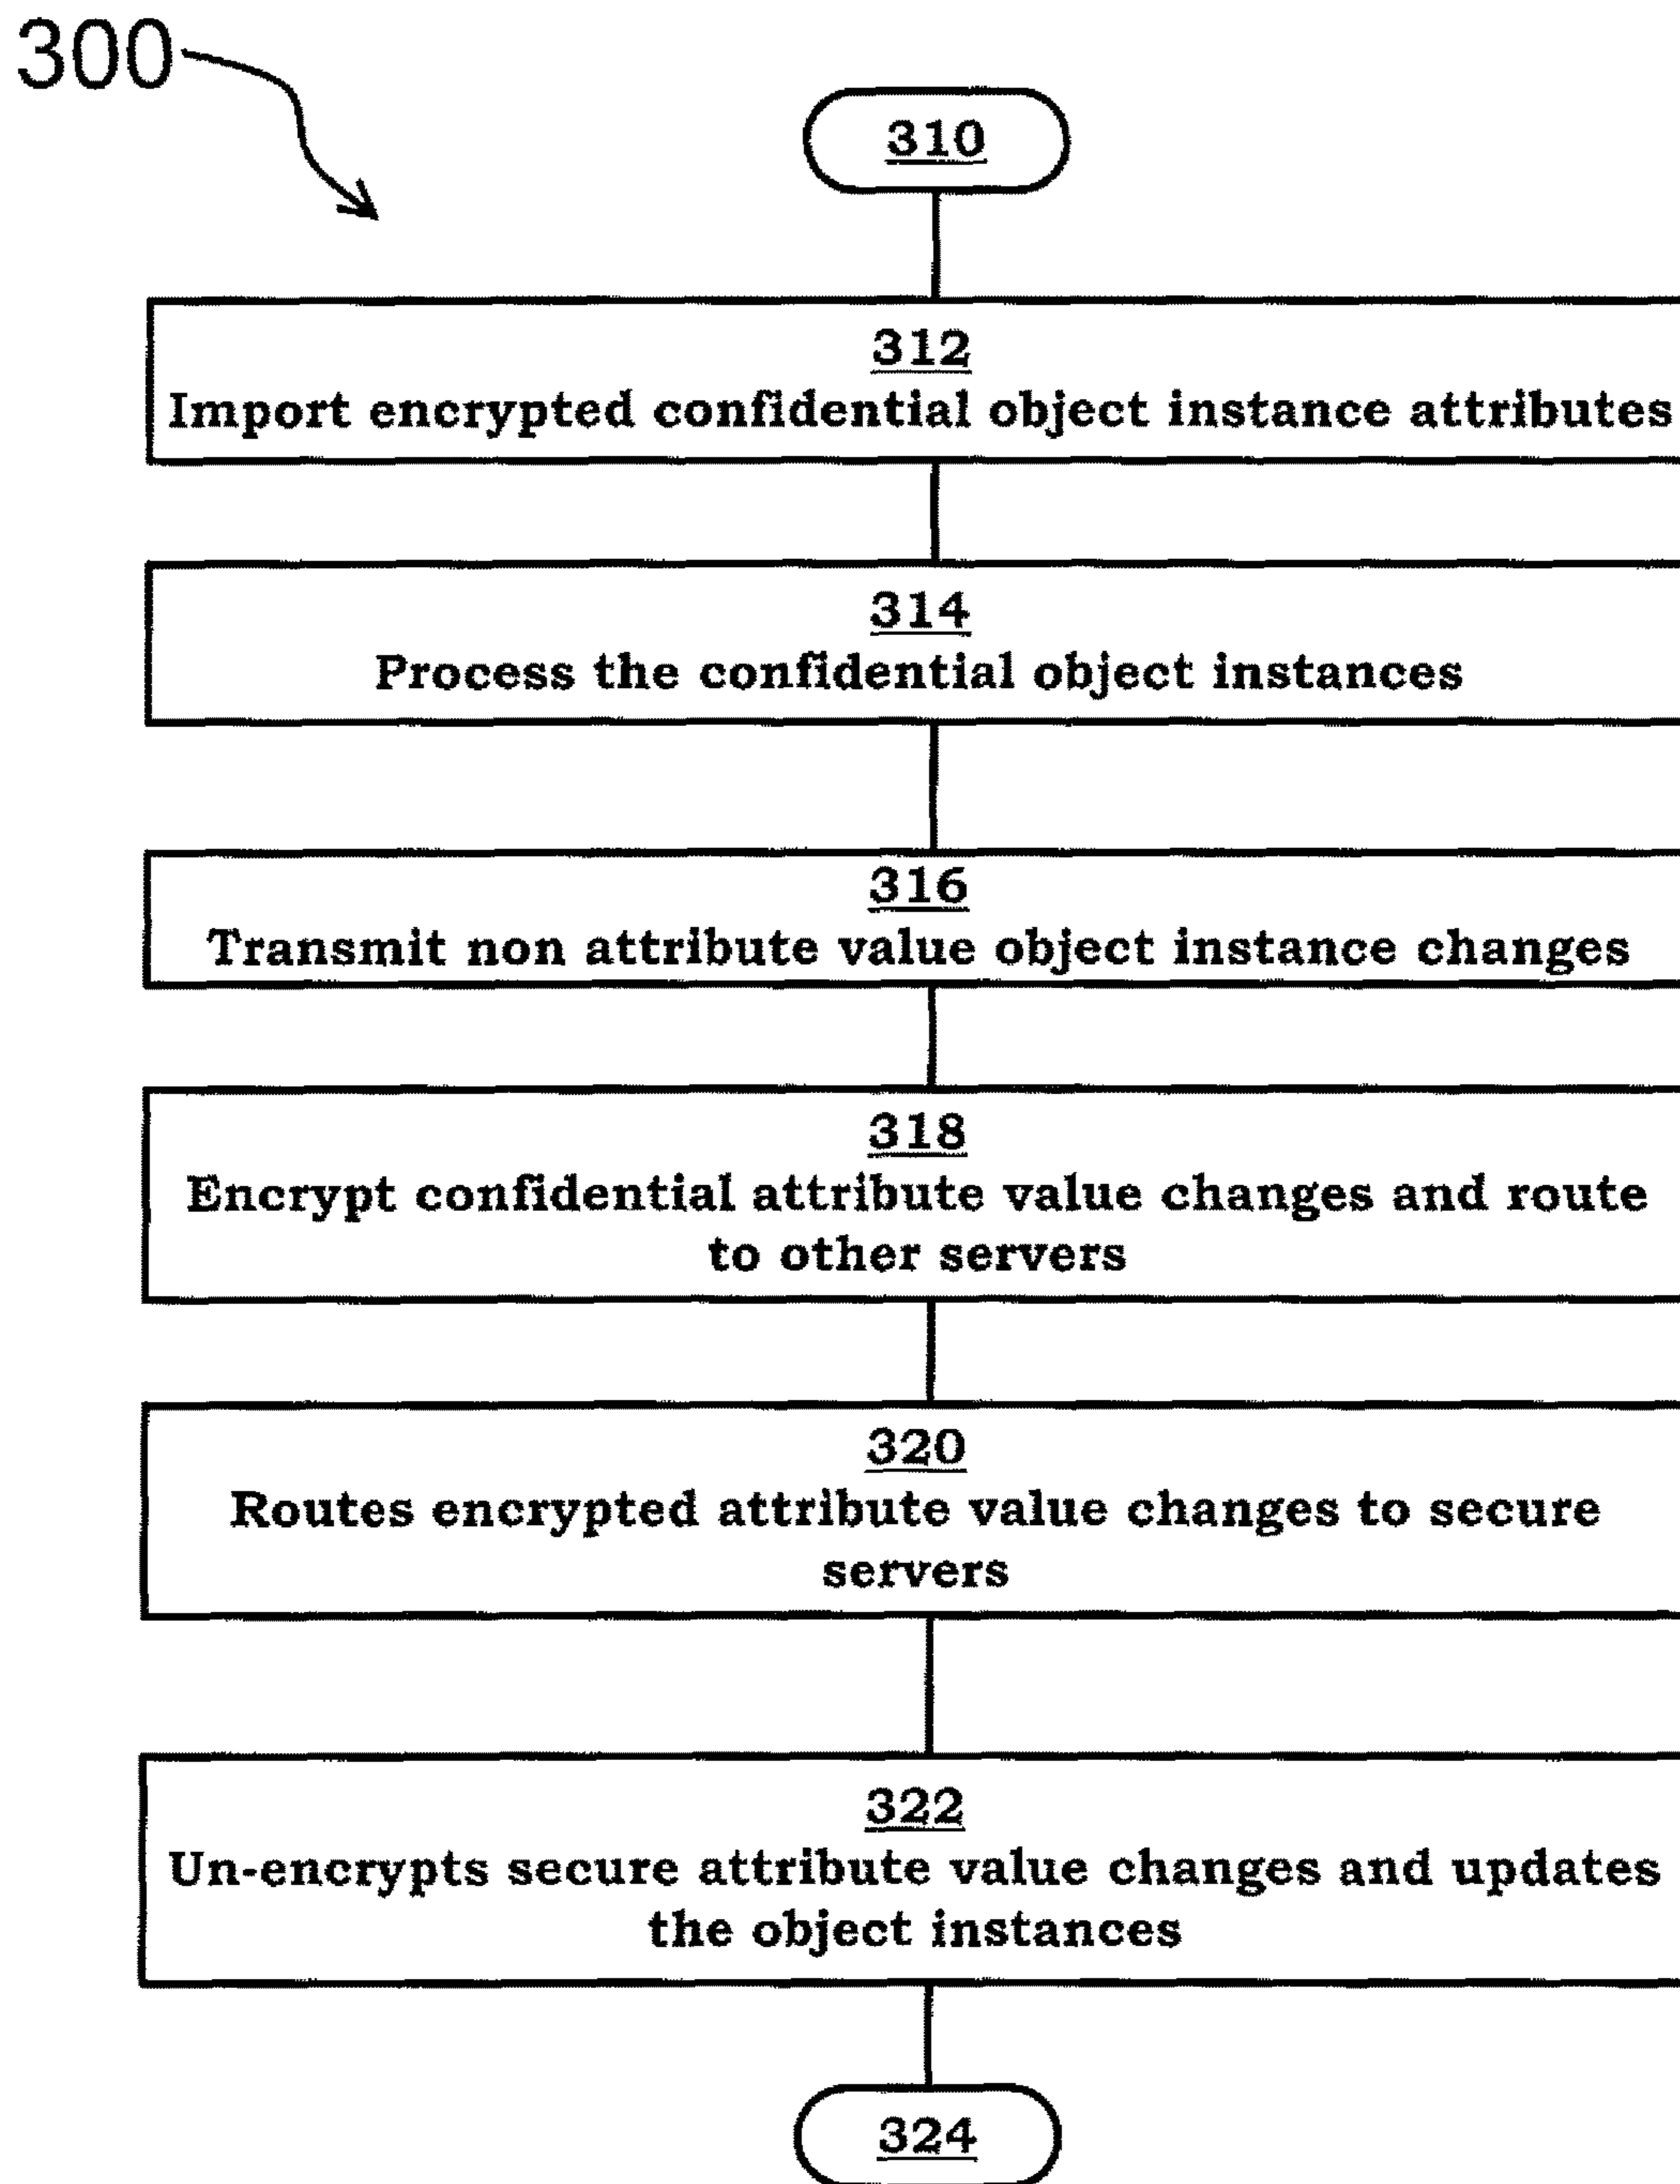 300
310
312
Import encrypted confidential object instance attributes
314
Process the confidential object instances
316
Transmit non attribute value object instance changes
318
Encrypt confidential attribute value changes and route
to other servers
320
Routes encrypted attribute value changes to secure
servers
322
Un-encrypts secure attribute value changes and updates
the object instances
324